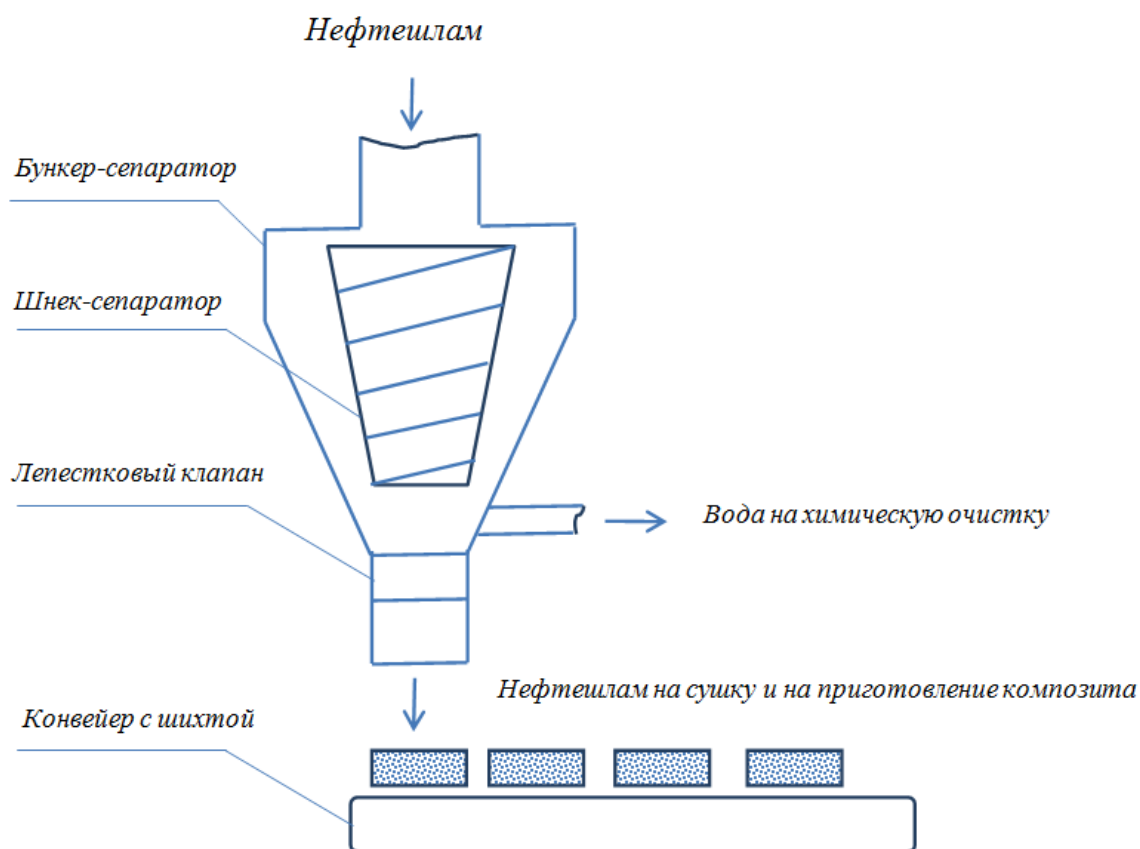 Нефтешлам
Бункер-сепаратор
Шнек-сепаратор
Лепестковый клапан
Вода на химическую очистку
Нефтешлам на сушку и на приготовление композита
Конвейер с шихтой